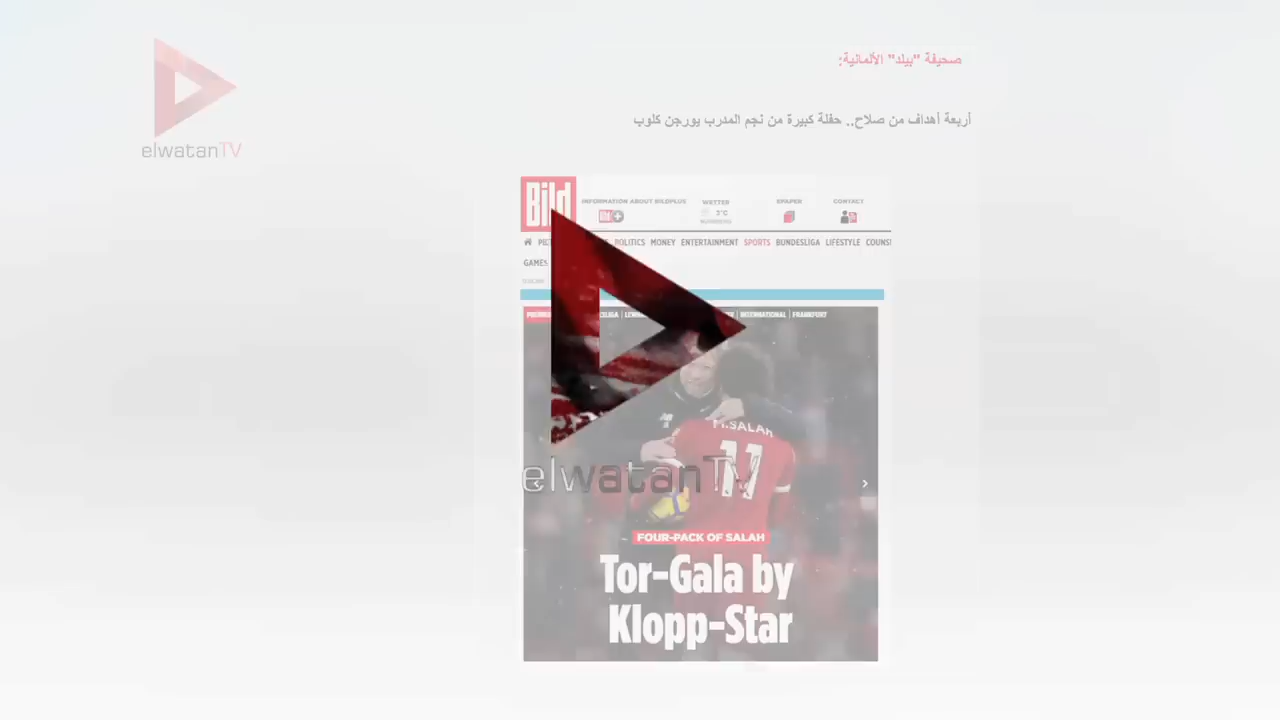 صحيفة "بيلد" الألمانية:
أربعة أهداف من صلاح.. حفلة كبيرة من نجم المدرب يورجن كلوب
elwatanTV
Bild
INFORMATION ABOUT BILDPLUS
WETTER
3°C
EPAPER
CONTACT
POLITICS MONEY ENTERTAINMENT SPORTS BUNDESLIGA LIFESTYLE
GAMES
INTERNATIONAL | FRANKFURT
M.SALAH
11
elwatanTV
FOUR-PACK OF SALAH
Tor-Gala by
Klopp-Star